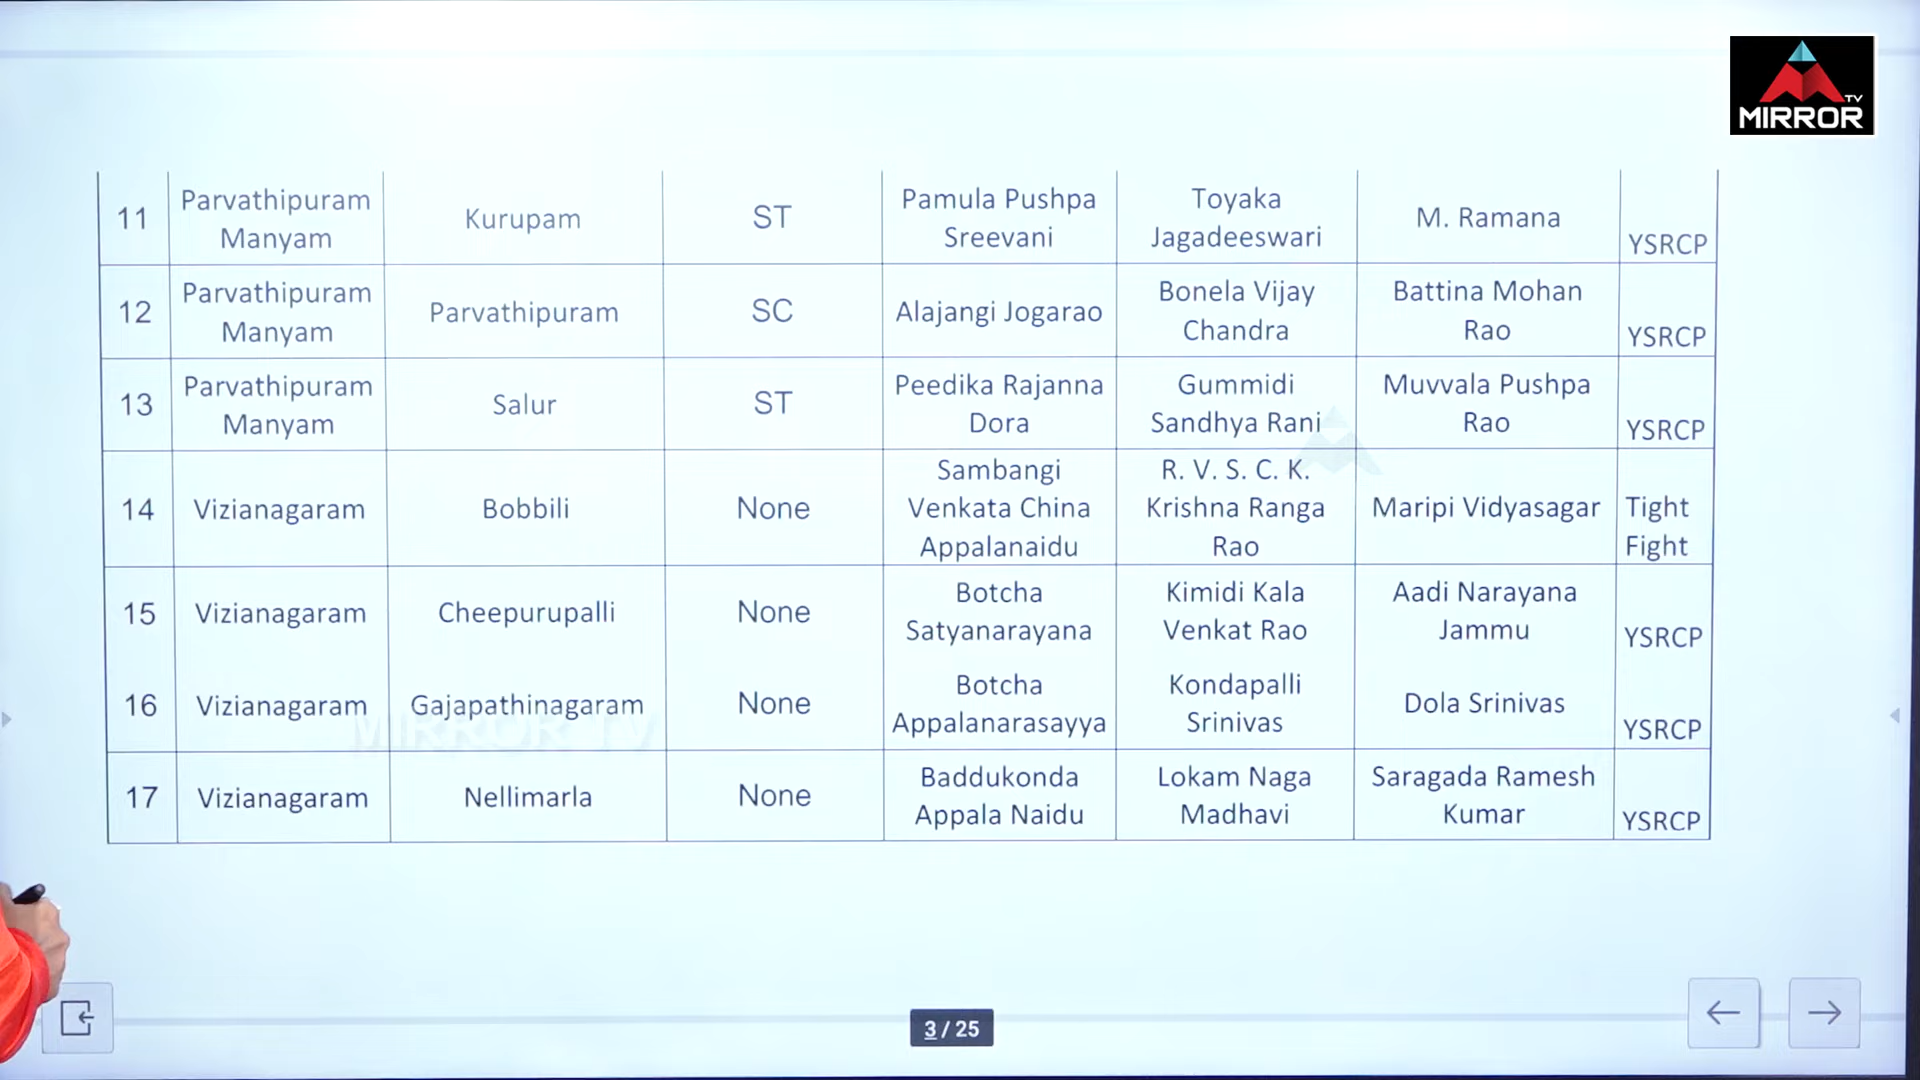 TV
MIRROR
11 Parvathipuram Manyam Kurupam ST Pamula Pushpa Sreevani Toyaka Jagadeeswari M. Ramana YSRCP
12 Parvathipuram Manyam Parvathipuram SC Alajangi Jogarao Bonela Vijay Chandra Battina Mohan Rao YSRCP
13 Parvathipuram Manyam Salur ST Peedika Rajanna Dora Gummidi Sandhya Rani Muvvala Pushpa Rao YSRCP
14 Vizianagaram Bobbili None Sambangi Venkata China Appalanaidu R. V. S. C. K. Krishna Ranga Rao Maripi Vidyasagar Tight Fight
15 Vizianagaram Cheepurupalli None Botcha Satyanarayana Kimidi Kala Venkat Rao Aadi Narayana Jammu YSRCP
16 Vizianagaram Gajapathinagaram None Botcha Appalanarasayya Kondapalli Srinivas Dola Srinivas YSRCP
MIRROR TV
17 Vizianagaram Nellimarla None Baddukonda Appala Naidu Lokam Naga Madhavi Saragada Ramesh Kumar YSRCP
3 / 25